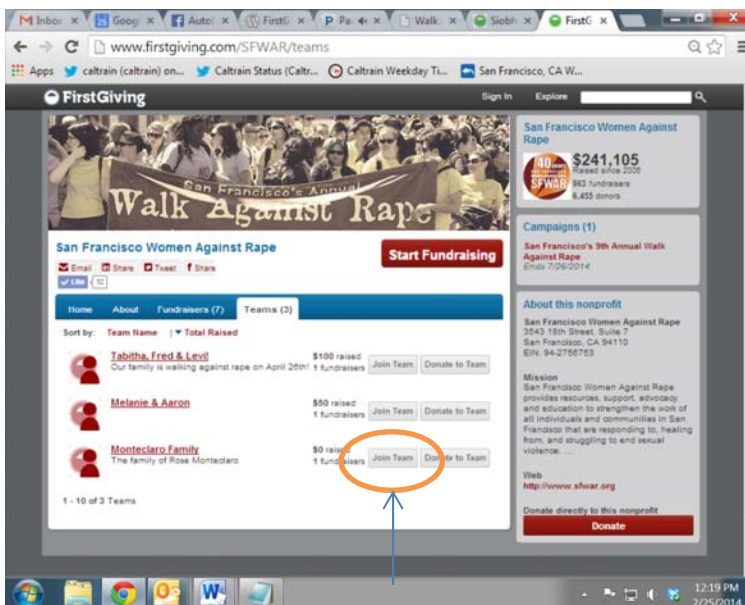 Inbox
Goog
Auto
FirstG
P Pa
Walk
Siobh
FirstG
www.firstgiving.com/SFWAR/teams
Apps
caltrain (caltrain) on...
Caltrain Status (Caltr...
Caltrain Weekday Ti...
San Francisco, CA W...
FirstGiving
Sign In
Explore
San Francisco's Annual
Walk Against Rape
San Francisco Women Against Rape
Start Fundraising
Email
Share
Tweet
Share
Like
52
Home
About
Fundraisers (7)
Teams (3)
Sort by: Team Name | ▼ Total Raised
Tabitha, Fred & Levi!
$100 raised
Our family is walking against rape on April 26th!
1 fundraisers
Join Team
Donate to Team
Melanie & Aaron
$50 raised
1 fundraisers
Join Team
Donate to Team
Monteclaro Family
$0 raised
The family of Rose Monteclaro
1 fundraisers
Join Team
Donate to Team
1 - 10 of 3 Teams
San Francisco Women Against
Rape
40 years
SFWAR
$241,105
Raised since 2006
863 fundraisers
6,455 donors
Campaigns (1)
San Francisco's 9th Annual Walk
Against Rape
Ends 7/26/2014
About this nonprofit
San Francisco Women Against Rape
3543 18th Street, Suite 7
San Francisco, CA 94110
EIN: 94-2756763
Mission
San Francisco Women Against Rape
provides resources, support, advocacy
and education to strengthen the work of
all individuals and communities in San
Francisco that are responding to, healing
from, and struggling to end sexual
violence. ...
Web
http://www.sfwar.org
Donate directly to this nonprofit
Donate
12:19 PM
2/25/2014